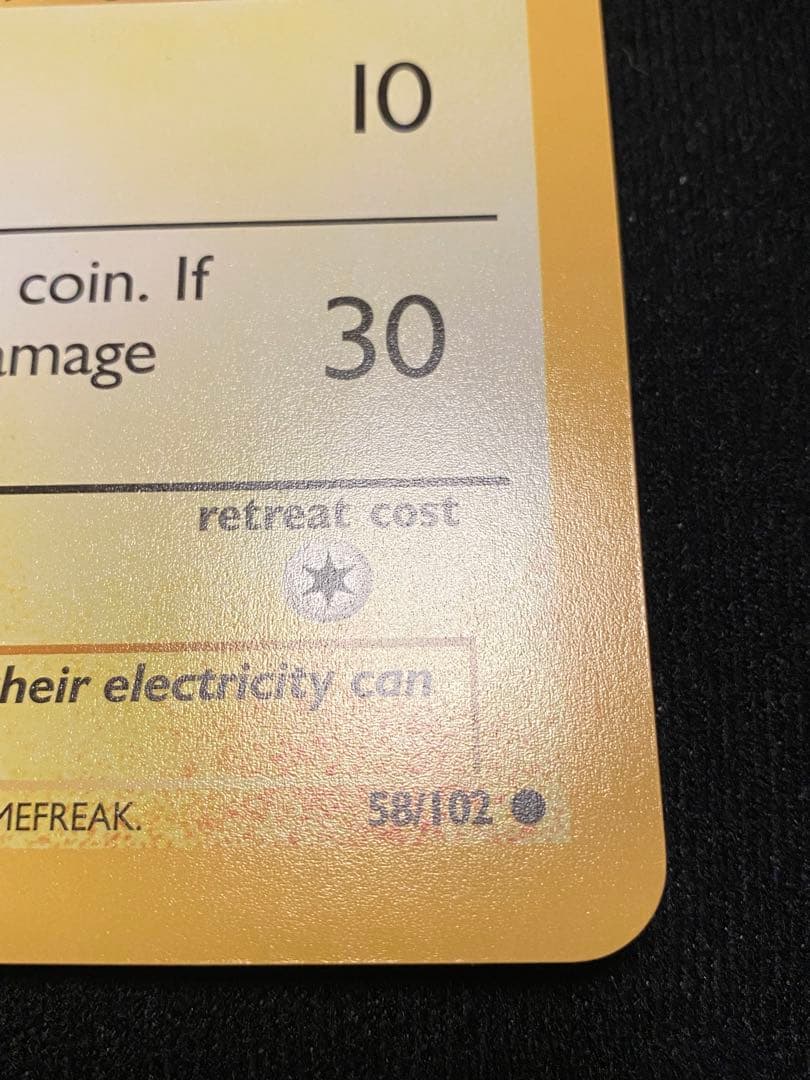 10
coin. If
amage
30
retreat cost
heir electricity can
MEFREAK.
58/102